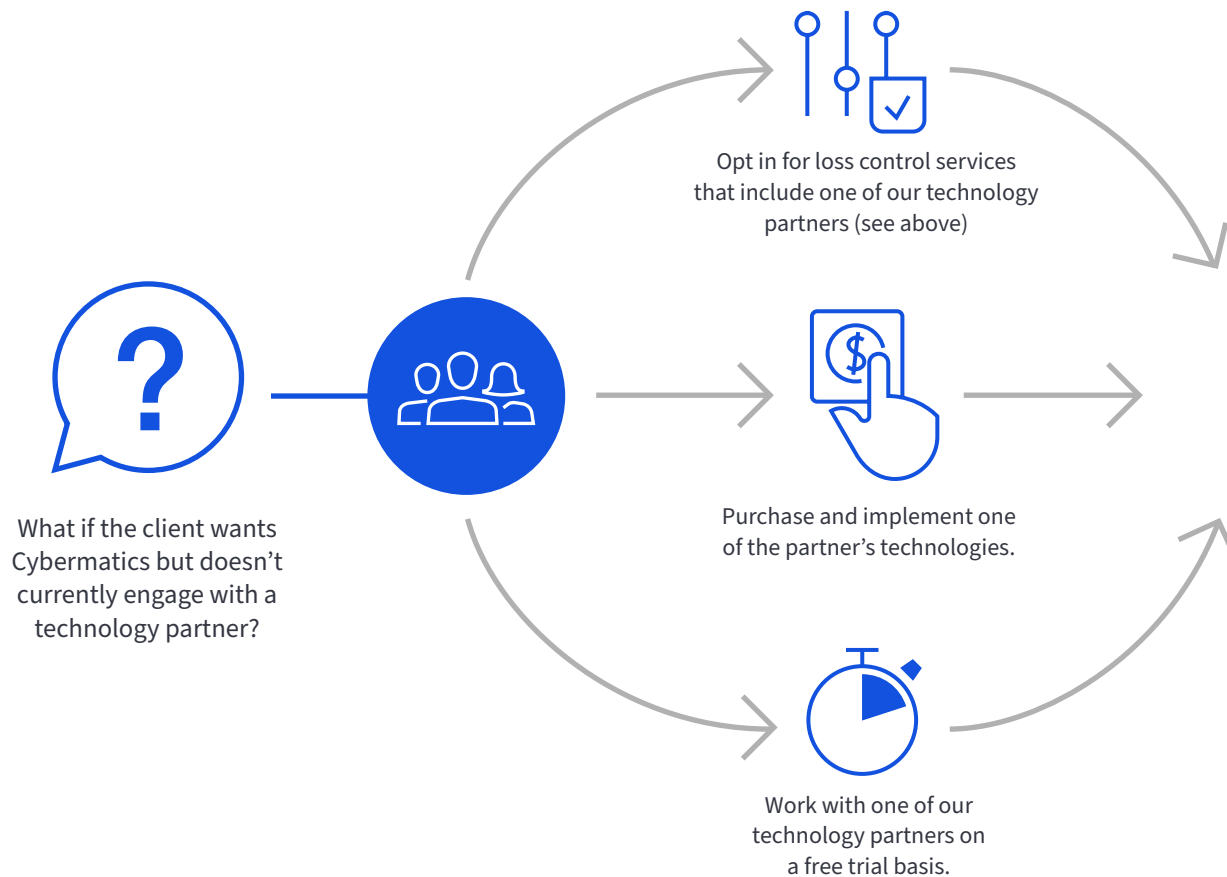 Opt in for loss control services
that include one of our technology
partners (see above)
What if the client wants
Cybermatics but doesn’t
currently engage with a
technology partner?
Purchase and implement one
of the partner’s technologies.
Work with one of our
technology partners on
a free trial basis.